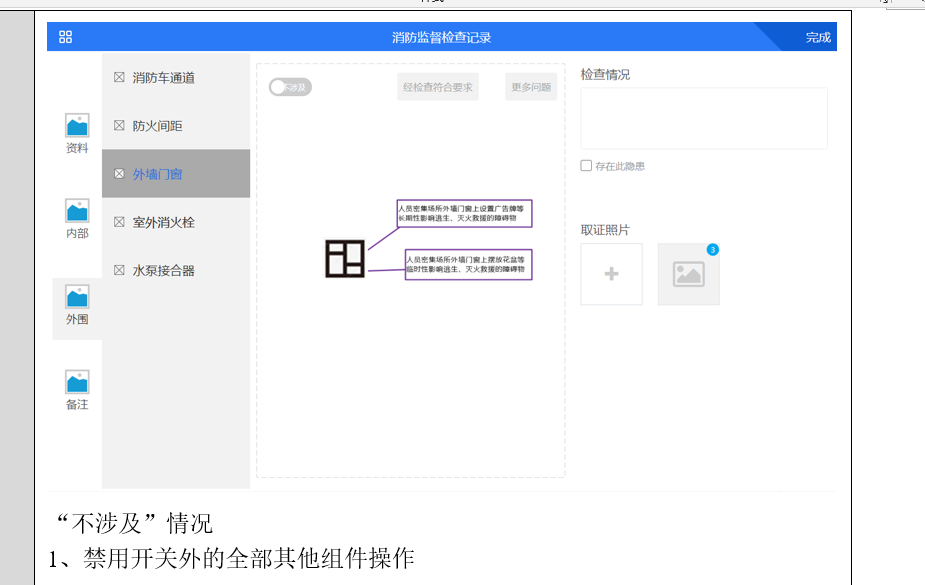 消防监督检查记录
完成
资料
内部
外围
备注
消防车通道
防火间距
外墙门窗
室外消火栓
水泵接合器
不涉及
经检查符合要求
更多问题
人员密集场所外墙门窗上设置广告牌等
长期性影响逃生、灭火救援的障碍物
人员密集场所外墙门窗上摆放花盆等
临时性影响逃生、灭火救援的障碍物
检查情况
存在此隐患
取证照片
3
“不涉及”情况
1、禁用开关外的全部其他组件操作